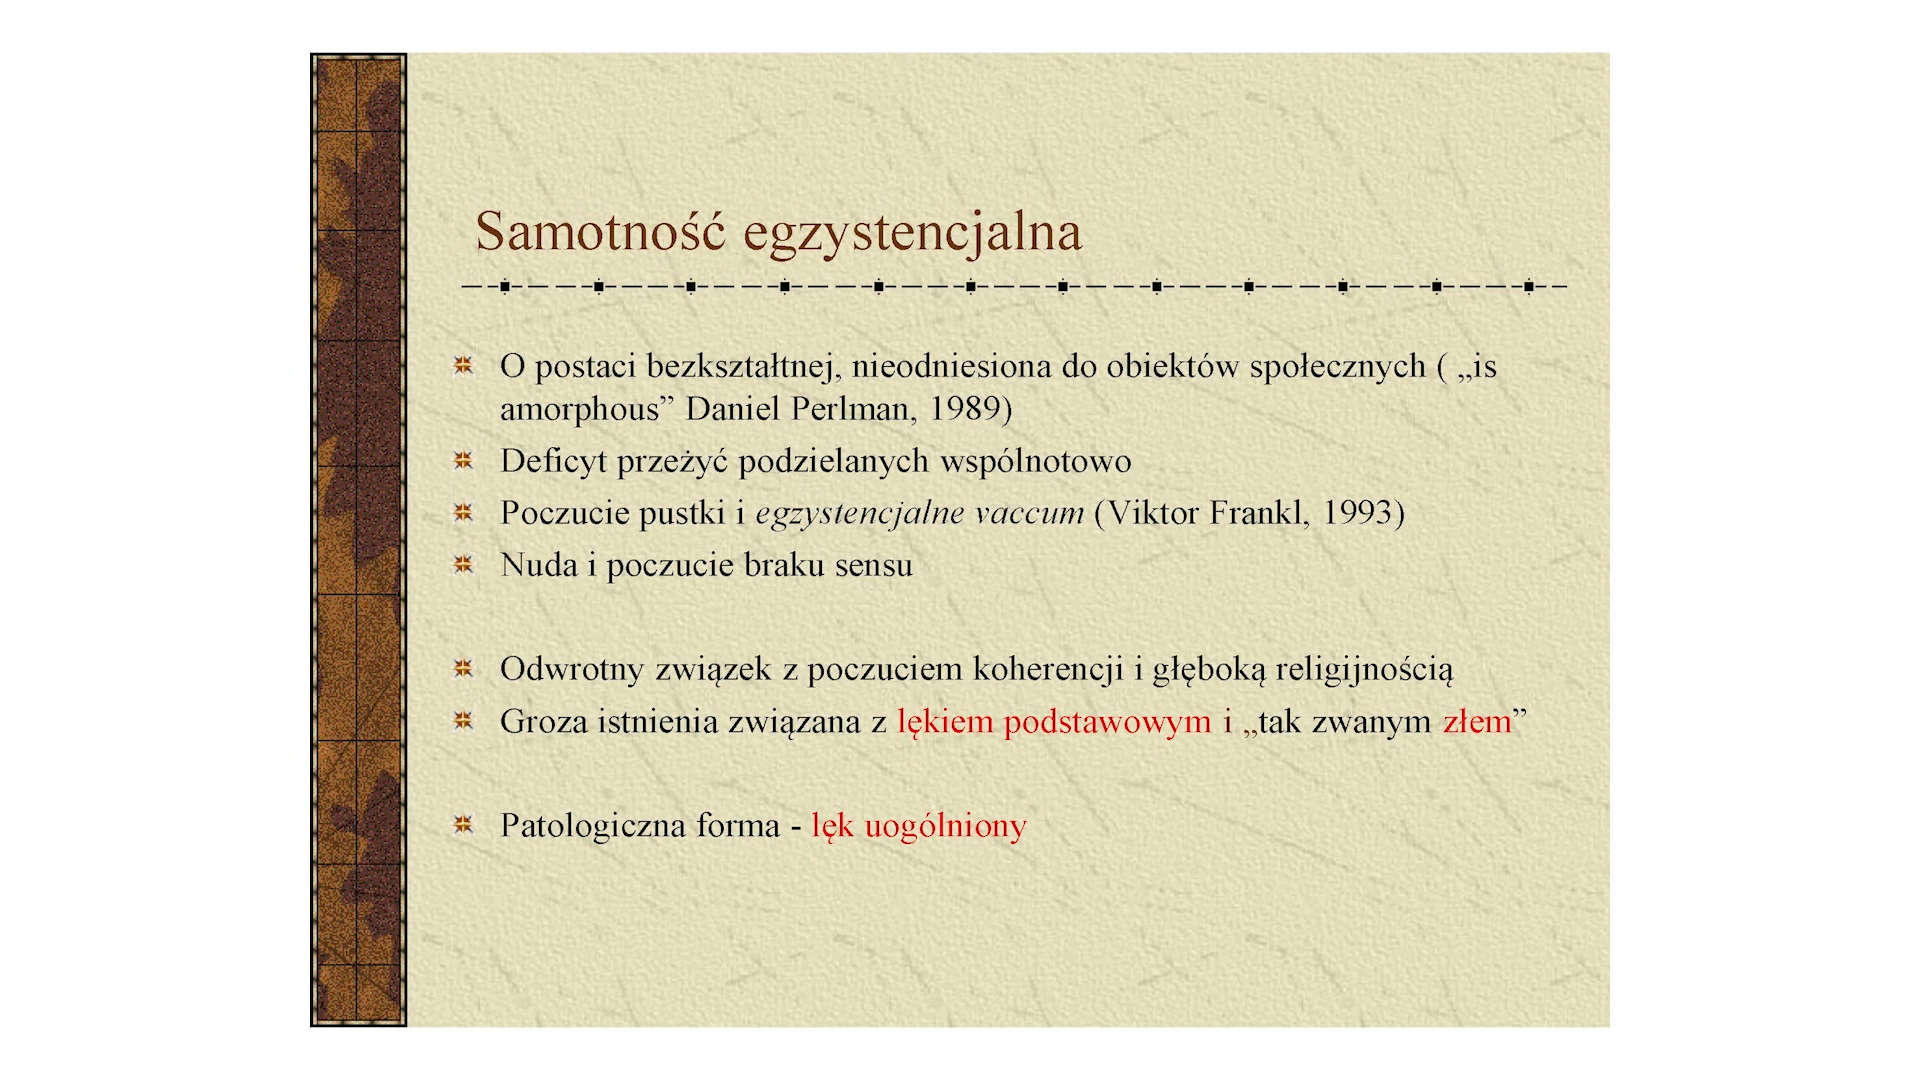 Samotność egzystencjalna
O postaci bezkształtnej, nieodniesiona do obiektów społecznych ( „is
amorphous” Daniel Perlman, 1989)
Deficyt przeżyć podzielanych wspólnotowo
Poczucie pustki i egzystencjalne vaccum (Viktor Frankl, 1993)
Nuda i poczucie braku sensu
Odwrotny związek z poczuciem koherencji i głęboką religijnością
Groza istnienia związana z lękiem podstawowym i „tak zwanym złem”
Patologiczna forma - lęk uogólniony